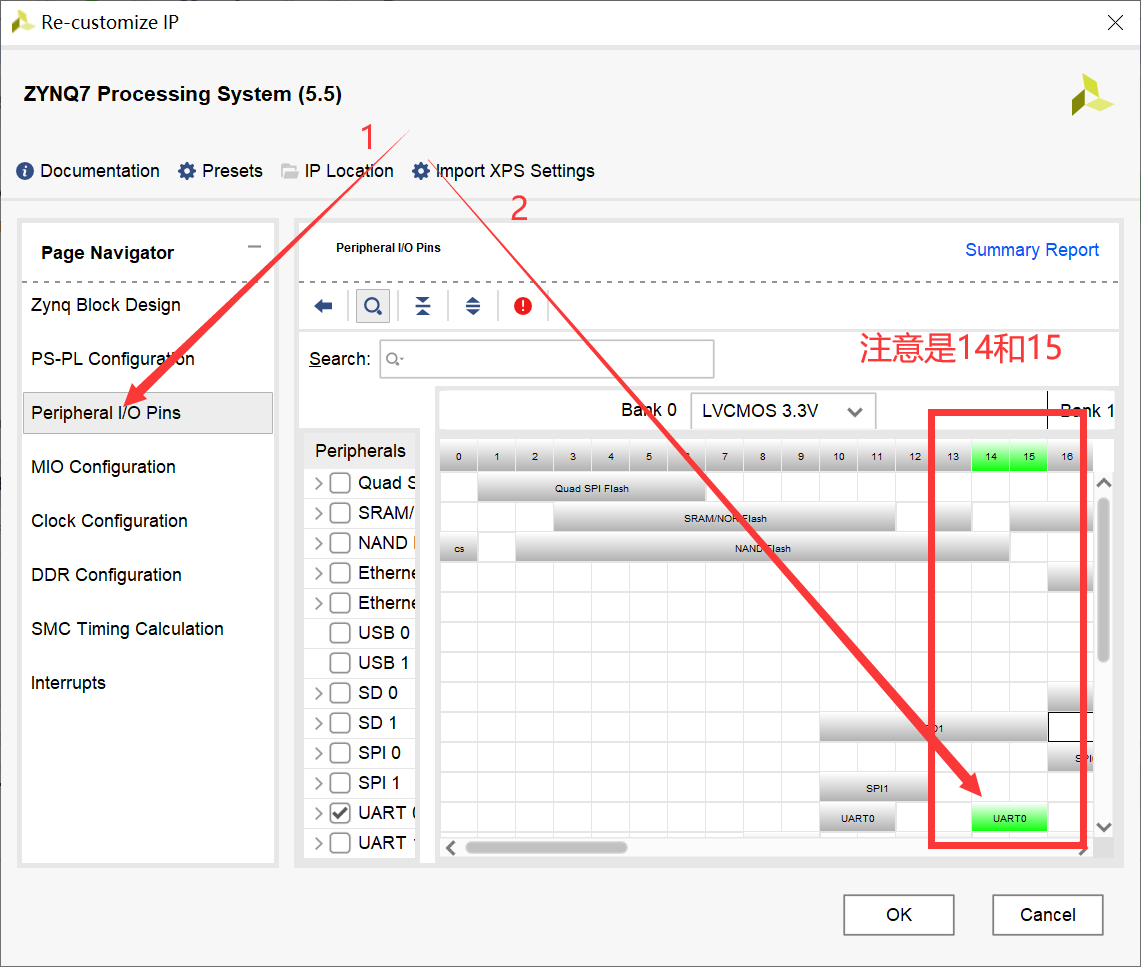 Re-customize IP
ZYNQ7 Processing System (5.5)
1
Documentation Presets IP Location Import XPS Settings
2
Page Navigator
Peripheral I/O Pins
Summary Report
Zynq Block Design
PS-PL Configuration
Search:
注意是14和15
Peripheral I/O Pins
Bank 0 LVCMOS 3.3V Bank 1
MIO Configuration
Clock Configuration
DDR Configuration
SMC Timing Calculation
Interrupts
Peripherals 0 1 2 3 4 5 7 8 9 10 11 12 13 14 15 16
Quad S Quad SPI Flash
SRAM/ SRAM/NOR Flash
NAND cs NAND Flash
Etherne
Etherne
USB 0
USB 1
SD 0
SD 1
SPI 0
SPI 1 SPI1
UART UART0 UART0
UART
OK Cancel